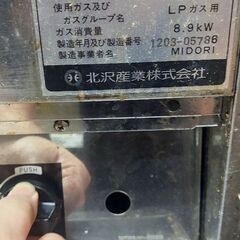 使用ガス及び LPガス用
ガスグループ名
ガス消費量 8.9kW
製造年月及び製造番号 1203-05786
製造事業者名 MIDORI
北沢産業株式会社
PUSH